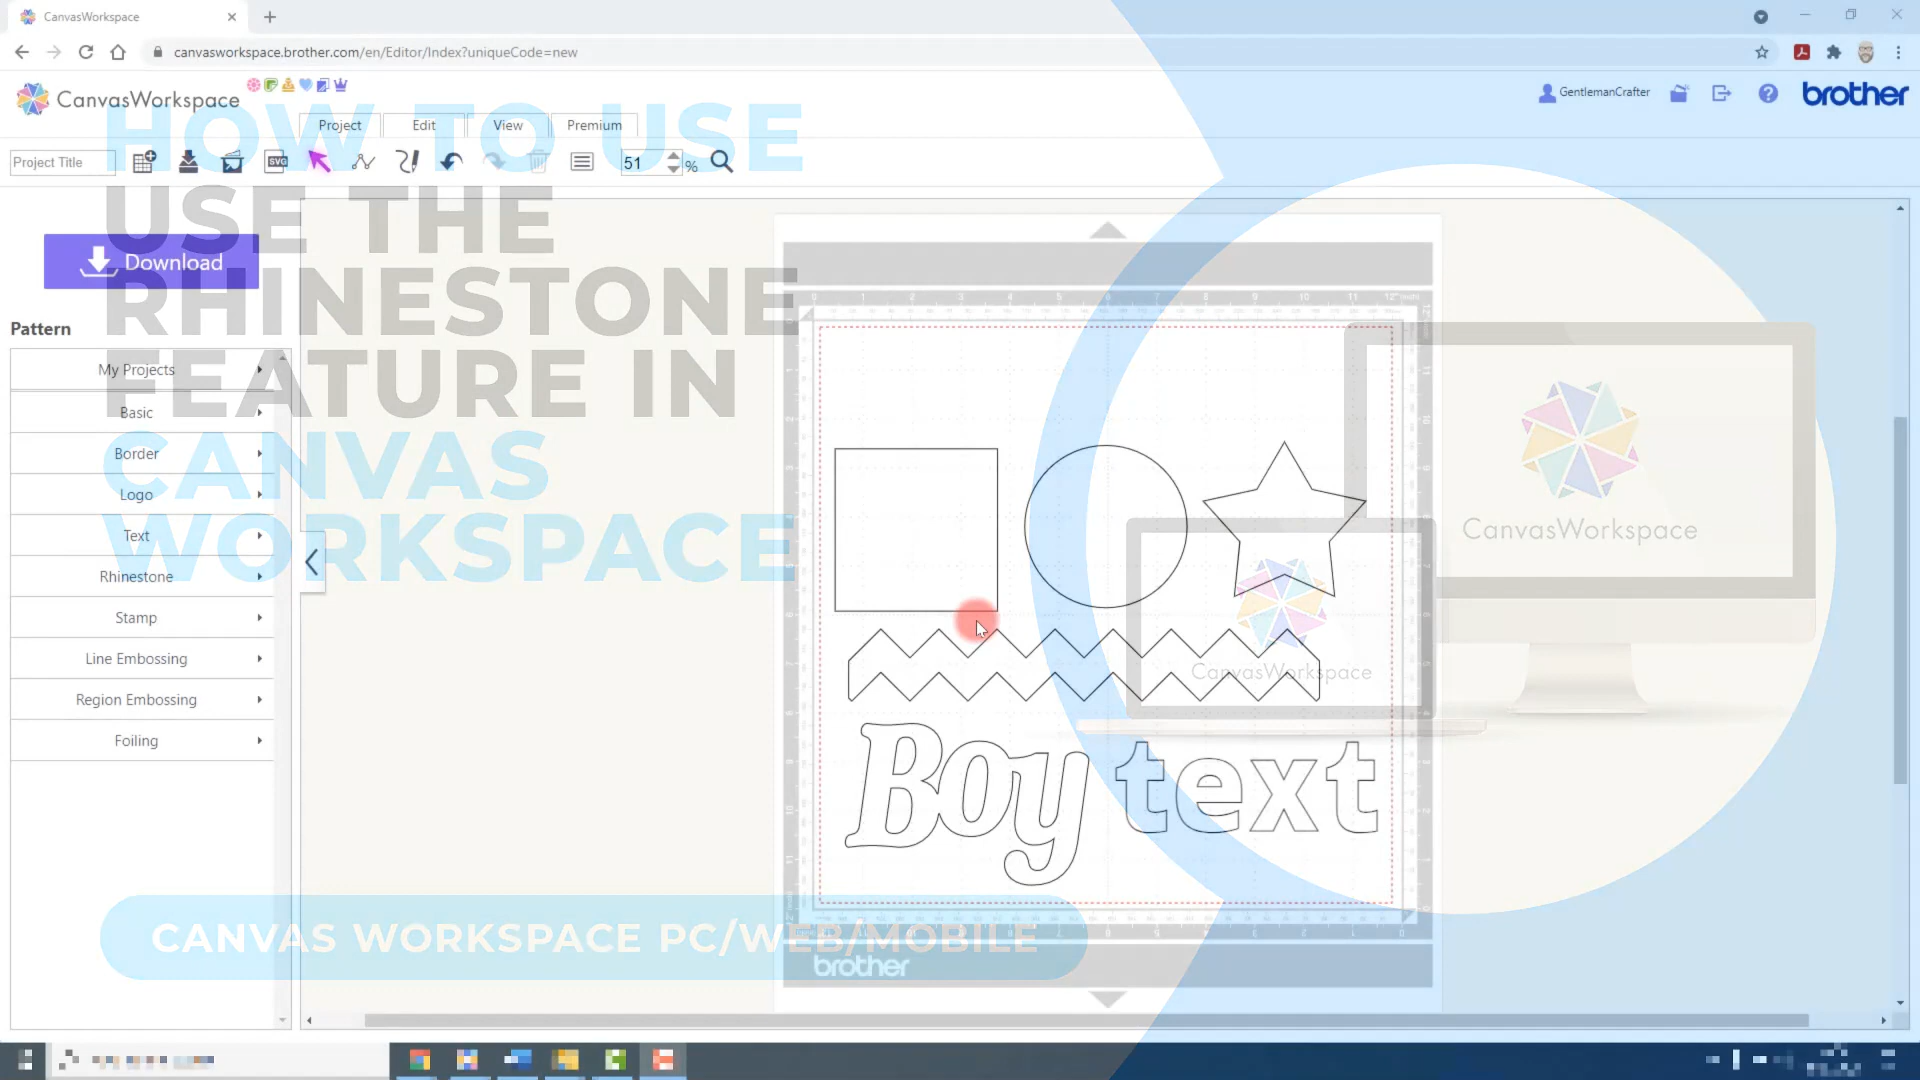 CanvasWorkspace
canvasworkspace.brother.com/en/Editor/Index?uniqueCode=new
CanvasWorkspace
GentlemanCrafter
brother
Project Edit View Premium
Project Title
SVG
51 %
HOW TO USE
USE THE
RHINESTONE
FEATURE IN
CANVAS
WORKSPACE
Download
Pattern
My Projects
Basic
Border
Logo
Text
Rhinestone
Stamp
Line Embossing
Region Embossing
Foiling
CanvasWorkspace
CanvasWorkspace
Boy text
CANVAS WORKSPACE PC/WEB/MOBILE
brother